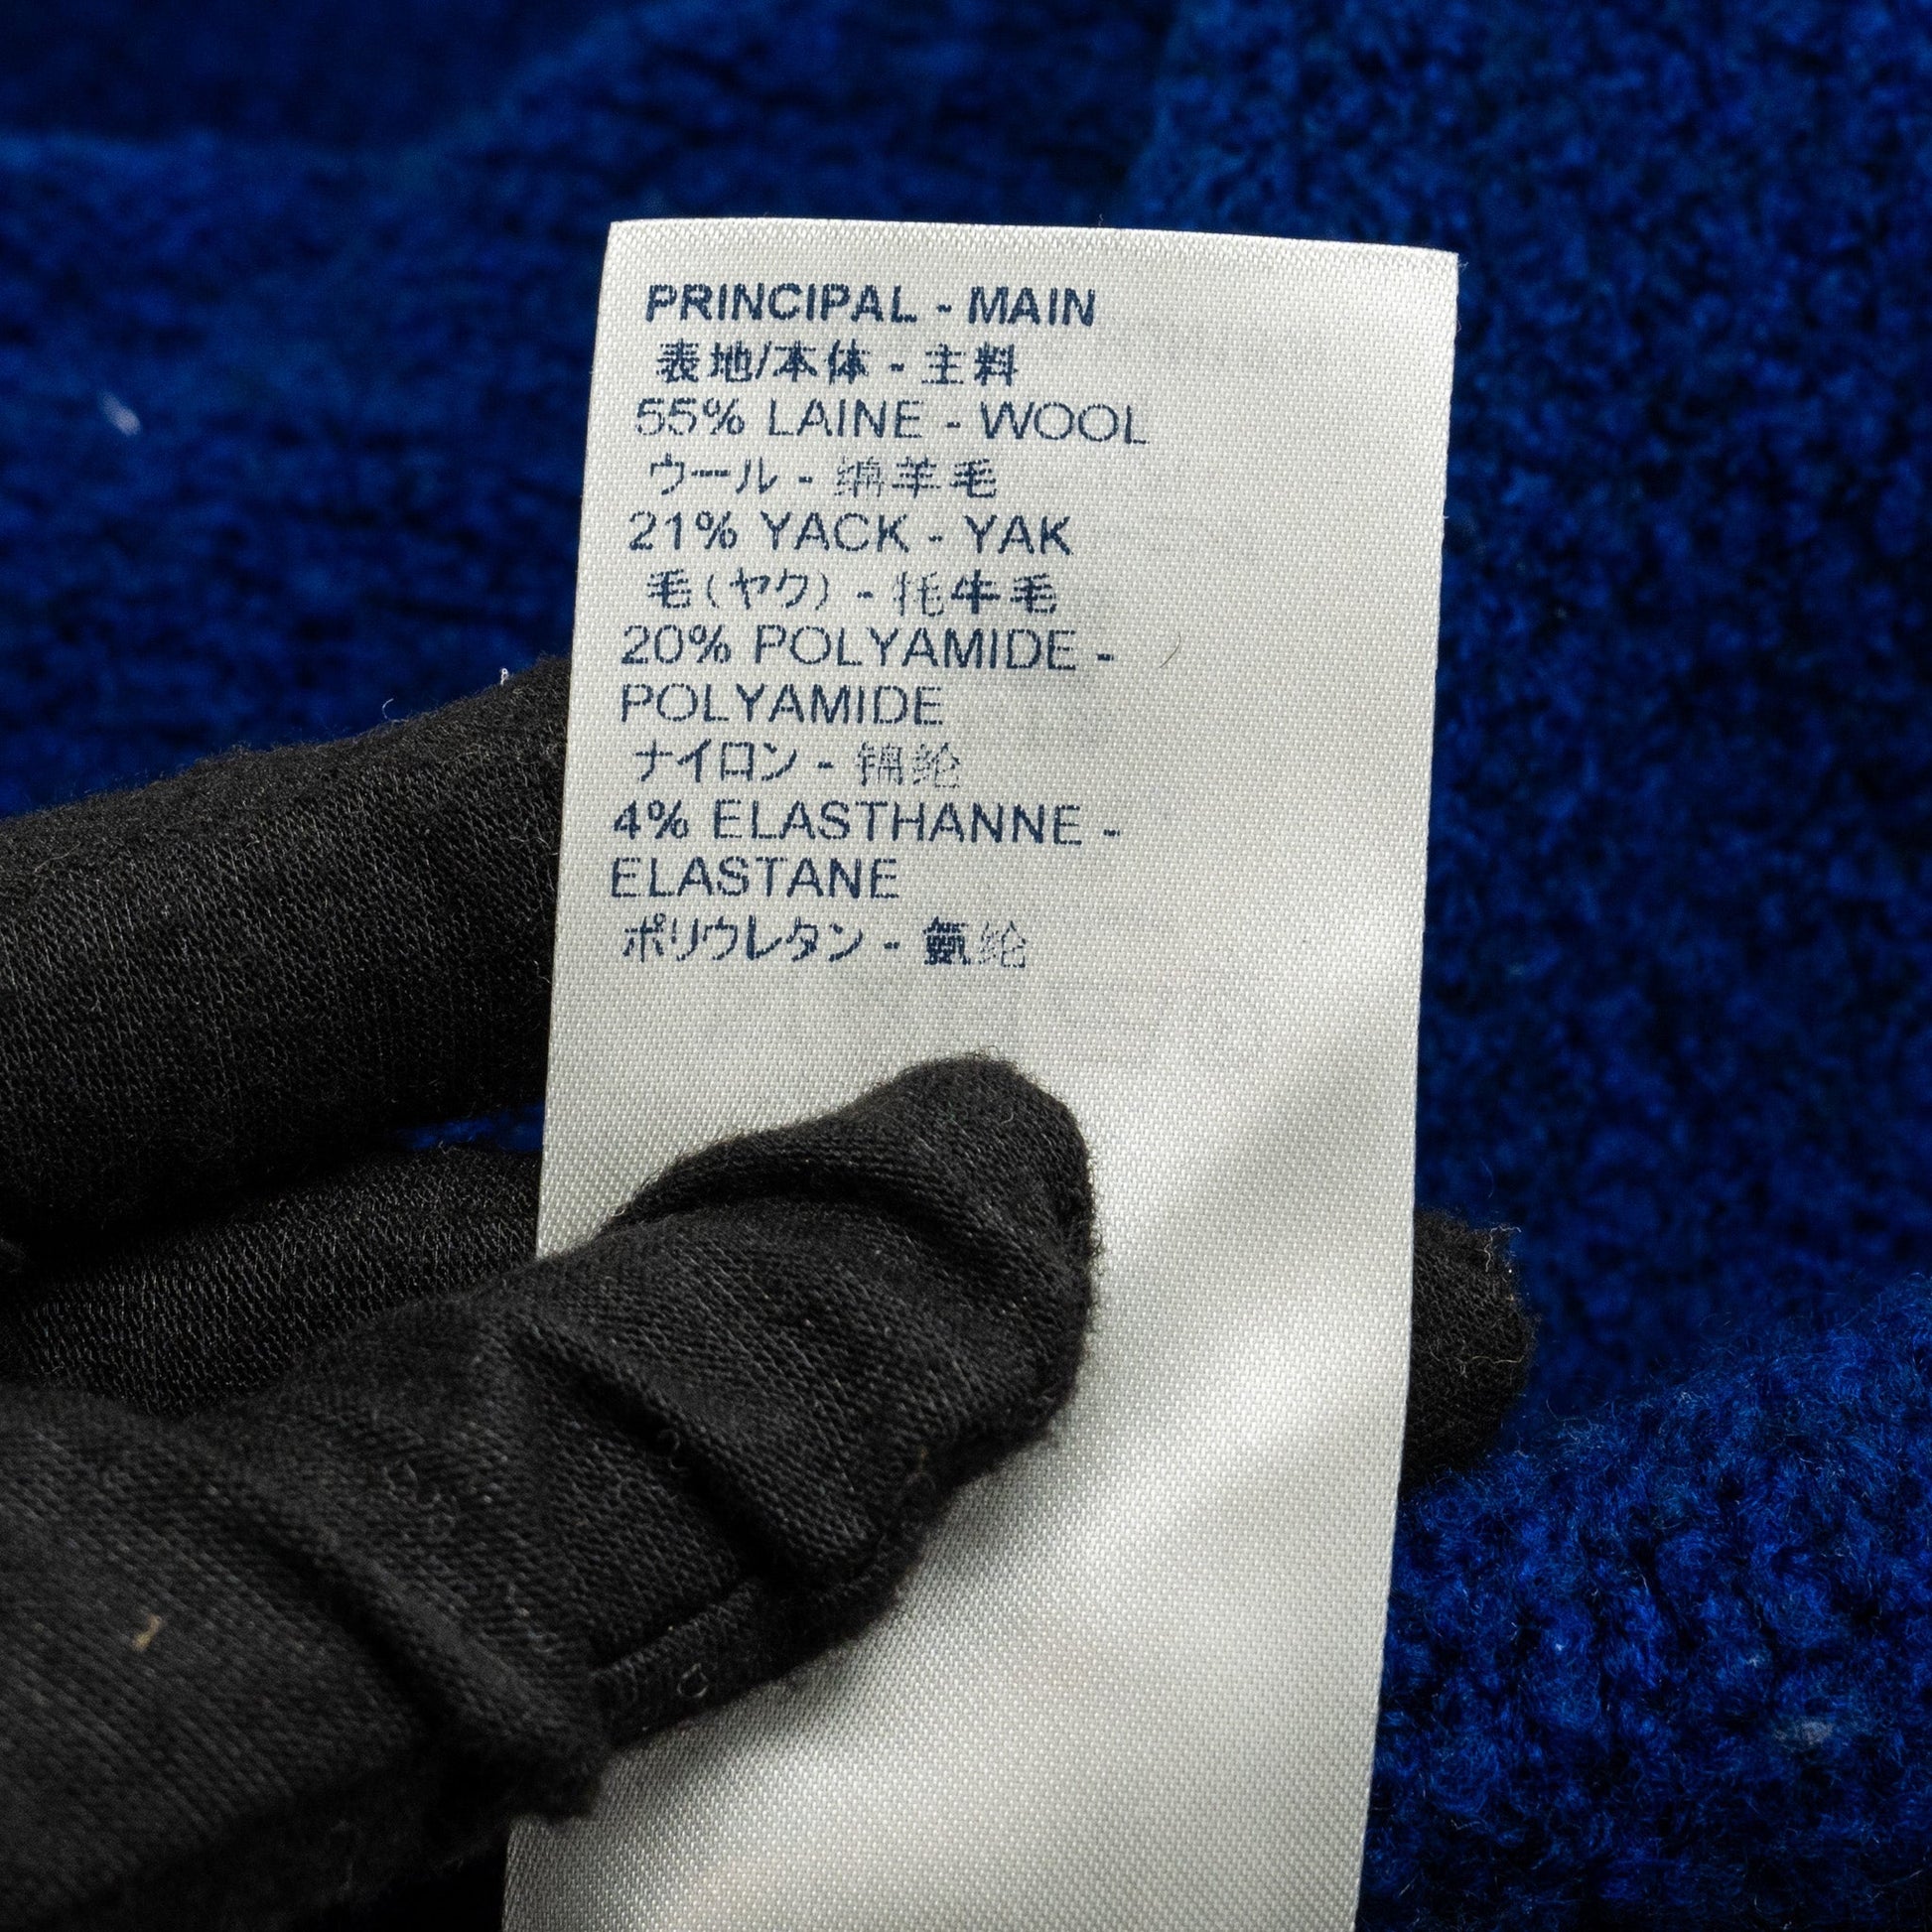 PRINCIPAL - MAIN
表地/本体 - 主料
55% LAINE - WOOL
ウール - 绵羊毛
21% YACK - YAK
毛(ヤク) - 牦牛毛
20% POLYAMIDE -
POLYAMIDE
ナイロン - 锦纶
4% ELASTHANNE -
ELASTANE
ポリウレタン - 氨纶